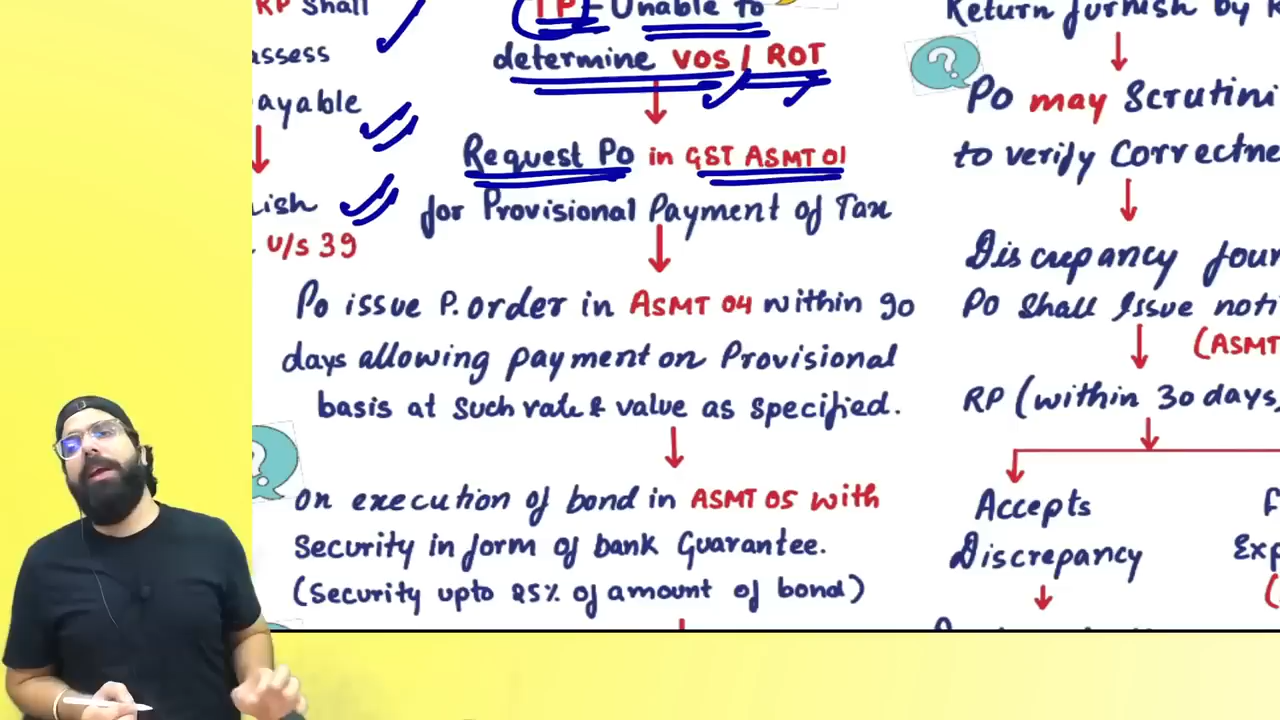 RP Shall
assess
payable
u/s 39
TP - Unable to
determine VOS / ROT
Request PO in GST ASMT 01
for Provisional Payment of Tax
PO issue P.order in ASMT 04 within 90
days allowing payment on Provisional
basis at such rate & value as specified.
on execution of bond in ASMT 05 with
Security in form of bank Guarantee.
(Security upto 25% of amount of bond)
Return furnish by
PO may Scrutini
to verify Correctne
Discrepancy foun
PO Shall Issue noti
(ASMT
RP (within 30 days
Accepts
Discrepancy
Exp